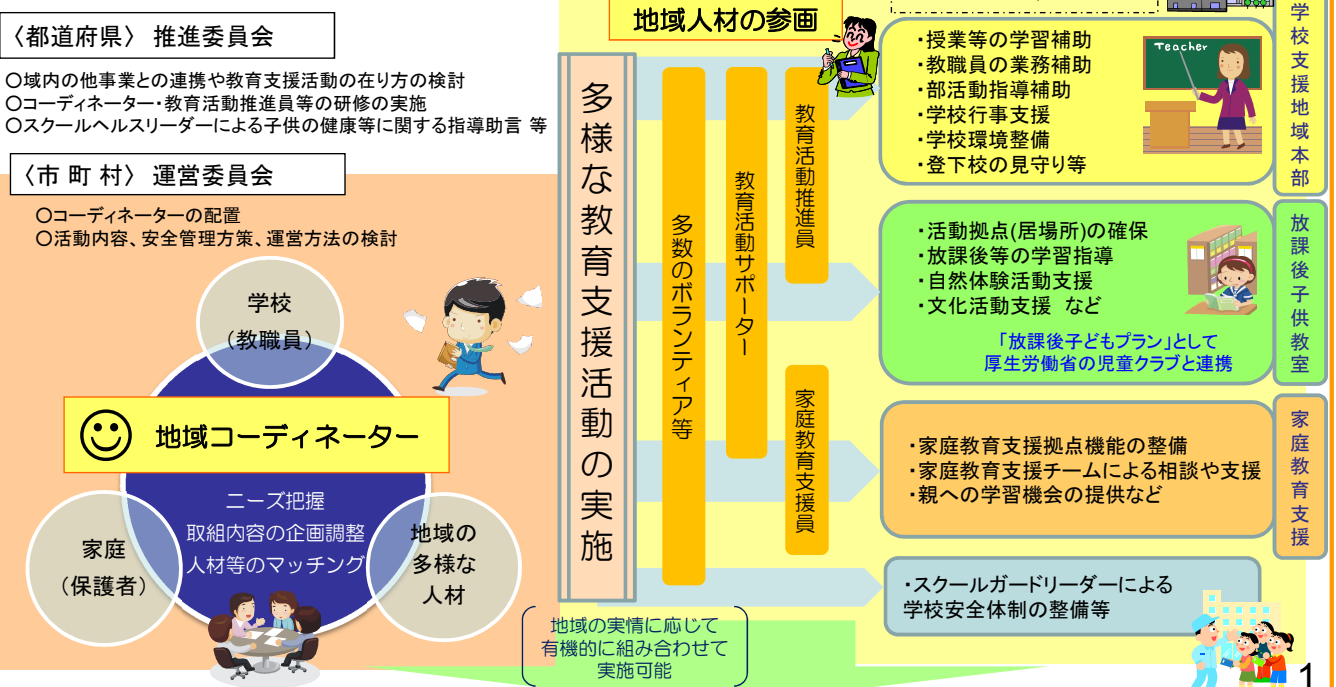 〈都道府県〉 推進委員会
○域内の他事業との連携や教育支援活動の在り方の検討
○コーディネーター・教育活動推進員等の研修の実施
○スクールヘルスリーダーによる子供の健康等に関する指導助言 等
〈市 町 村〉 運営委員会
○コーディネーターの配置
○活動内容、安全管理方策、運営方法の検討
学校
（教職員）
地域コーディネーター
ニーズ把握
取組内容の企画調整
人材等のマッチング
家庭
（保護者）
地域の
多様な
人材
多様な教育支援活動の実施
地域人材の参画
多数のボランティア等
教育活動サポーター
教育活動推進員
家庭教育支援員
地域の実情に応じて
有機的に組み合わせて
実施可能
・授業等の学習補助
・教職員の業務補助
・部活動指導補助
・学校行事支援
・学校環境整備
・登下校の見守り等
Teacher
学校支援地域本部
・活動拠点(居場所)の確保
・放課後等の学習指導
・自然体験活動支援
・文化活動支援 など
「放課後子どもプラン」として
厚生労働省の児童クラブと連携
放課後子供教室
・家庭教育支援拠点機能の整備
・家庭教育支援チームによる相談や支援
・親への学習機会の提供など
家庭教育支援
・スクールガードリーダーによる
学校安全体制の整備等
1